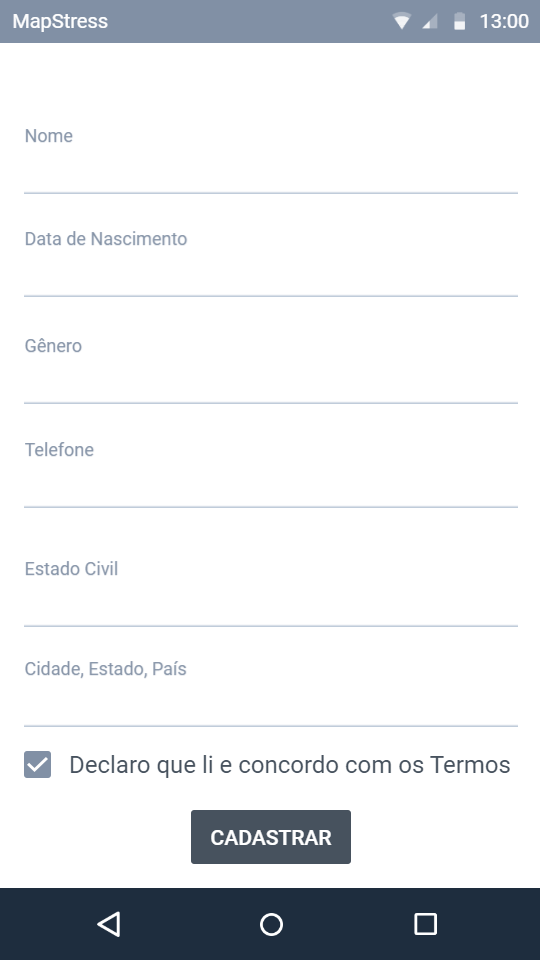 MapStress 13:00
Nome
Data de Nascimento
Gênero
Telefone
Estado Civil
Cidade, Estado, País
Declaro que li e concordo com os Termos
CADASTRAR